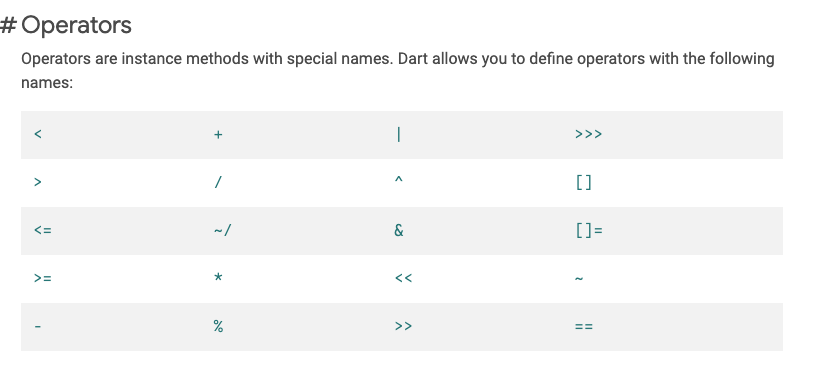 # Operators
Operators are instance methods with special names. Dart allows you to define operators with the following
names:
< + | >>>
> / ^ []
<= ~/ & []=
>= * << ~
- % >> ==